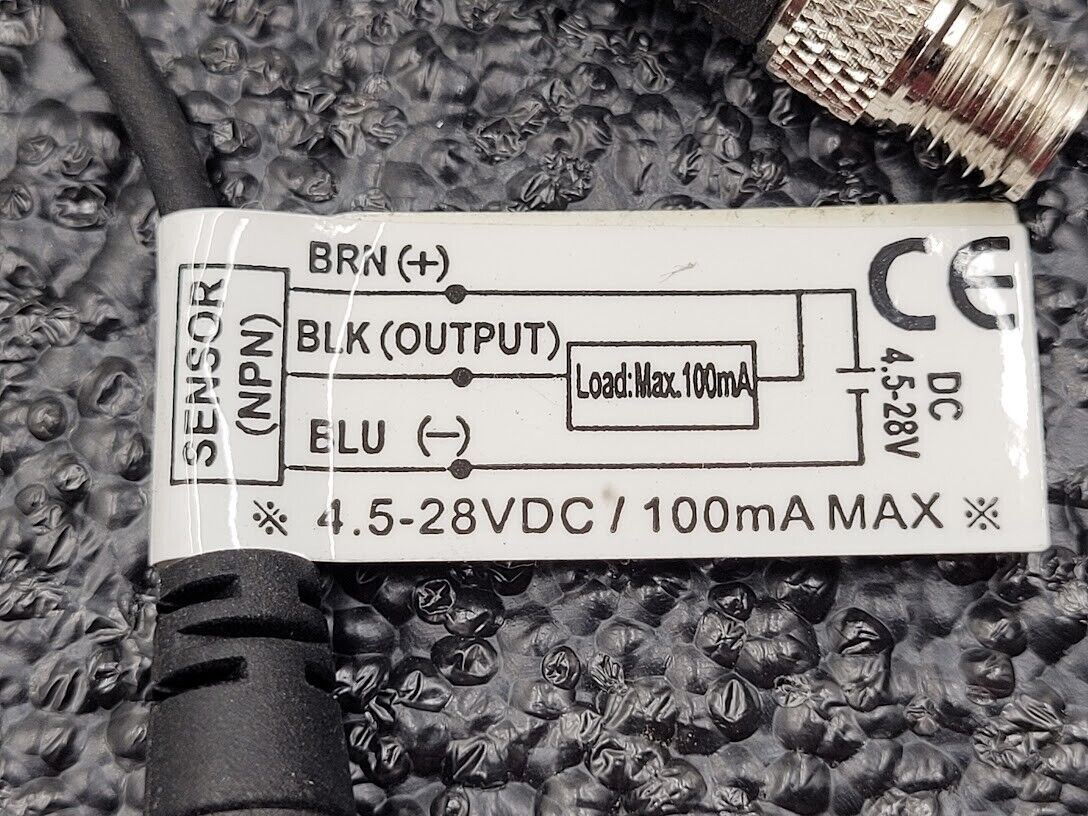 BRN (+)
CE
SENSOR
(NPN)
BLK (OUTPUT)
Load:Max.100mA
DC
4.5-28V
BLU (−)
※ 4.5-28VDC / 100mA MAX ※